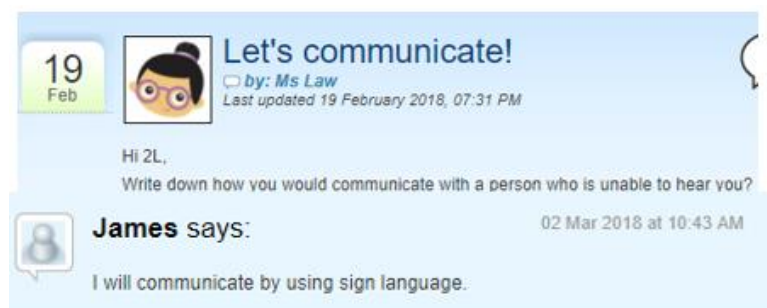 19
Feb
Let's communicate!
by: Ms Law
Last updated 19 February 2018, 07:31 PM
Hi 2L,
Write down how you would communicate with a person who is unable to hear you?
James says:
02 Mar 2018 at 10:43 AM
I will communicate by using sign language.